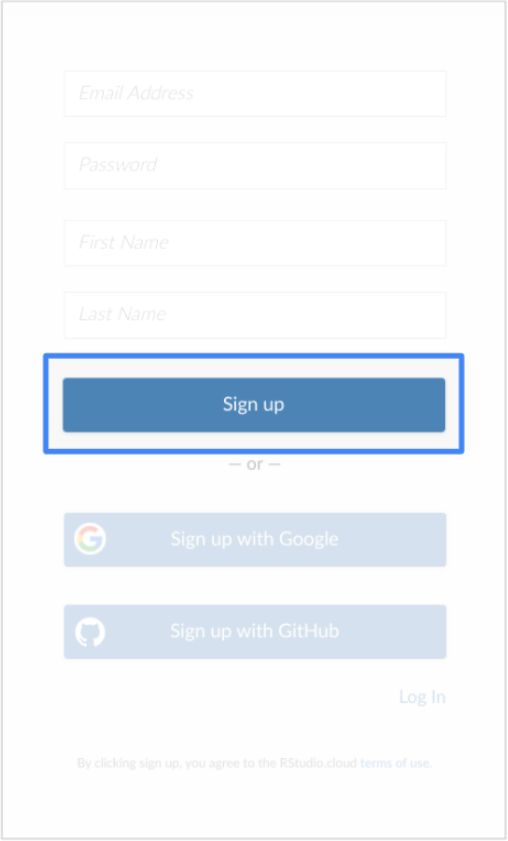 Email Address
Password
First Name
Last Name
Sign up
— or —
Sign up with Google
Sign up with GitHub
Log In
By clicking sign up, you agree to the RStudio.cloud terms of use.